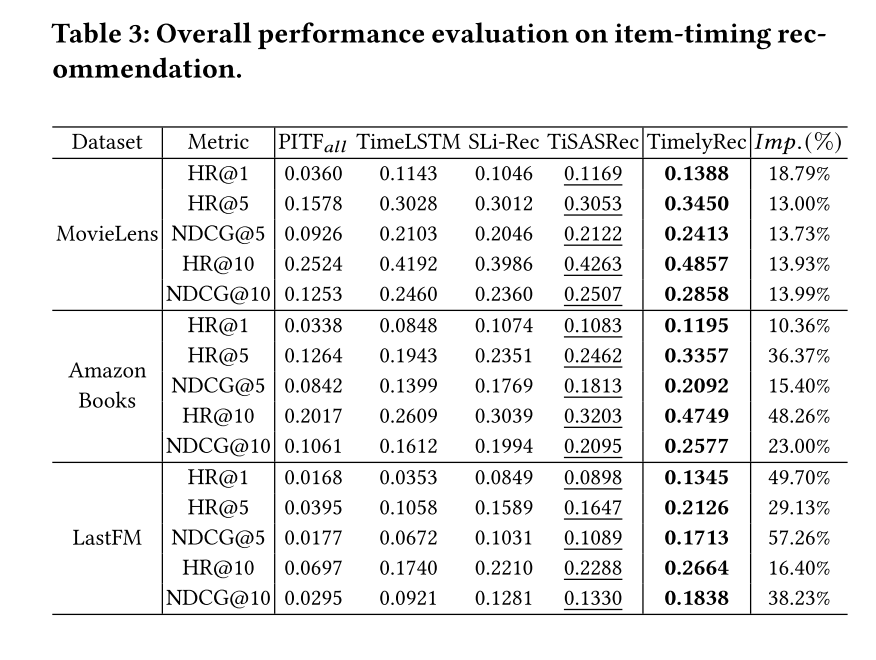 Table 3: Overall performance evaluation on item-timing rec-
ommendation.
Dataset Metric PITF_all TimeLSTM SLi-Rec TiSASRec TimelyRec Imp.(%)
HR@1 0.0360 0.1143 0.1046 0.1169 0.1388 18.79%
HR@5 0.1578 0.3028 0.3012 0.3053 0.3450 13.00%
MovieLens NDCG@5 0.0926 0.2103 0.2046 0.2122 0.2413 13.73%
HR@10 0.2524 0.4192 0.3986 0.4263 0.4857 13.93%
NDCG@10 0.1253 0.2460 0.2360 0.2507 0.2858 13.99%
HR@1 0.0338 0.0848 0.1074 0.1083 0.1195 10.36%
HR@5 0.1264 0.1943 0.2351 0.2462 0.3357 36.37%
Amazon
Books
NDCG@5 0.0842 0.1399 0.1769 0.1813 0.2092 15.40%
HR@10 0.2017 0.2609 0.3039 0.3203 0.4749 48.26%
NDCG@10 0.1061 0.1612 0.1994 0.2095 0.2577 23.00%
HR@1 0.0168 0.0353 0.0849 0.0898 0.1345 49.70%
HR@5 0.0395 0.1058 0.1589 0.1647 0.2126 29.13%
LastFM NDCG@5 0.0177 0.0672 0.1031 0.1089 0.1713 57.26%
HR@10 0.0697 0.1740 0.2210 0.2288 0.2664 16.40%
NDCG@10 0.0295 0.0921 0.1281 0.1330 0.1838 38.23%